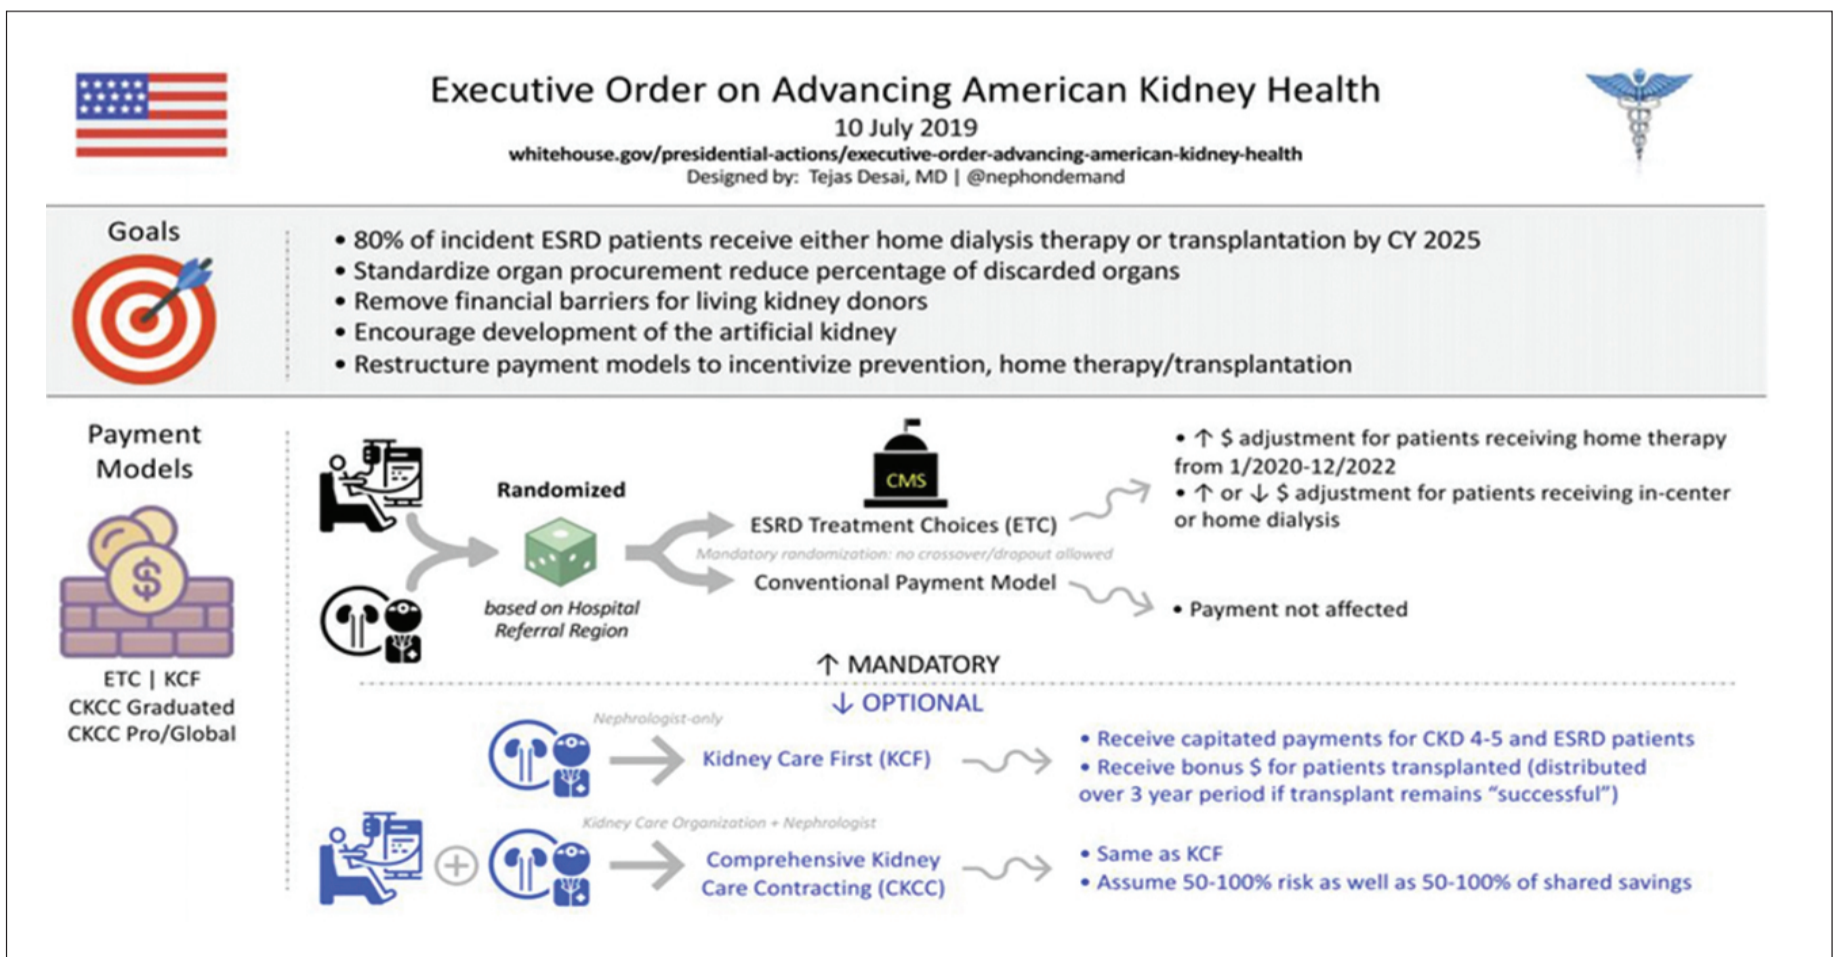 Executive Order on Advancing American Kidney Health
10 July 2019
whitehouse.gov/presidential-actions/executive-order-advancing-american-kidney-health
Designed by: Tejas Desai, MD | @nephondemand
Goals
• 80% of incident ESRD patients receive either home dialysis therapy or transplantation by CY 2025
• Standardize organ procurement reduce percentage of discarded organs
• Remove financial barriers for living kidney donors
• Encourage development of the artificial kidney
• Restructure payment models to incentivize prevention, home therapy/transplantation
Payment
Models
$
ETC | KCF
CKCC Graduated
CKCC Pro/Global
Randomized
based on Hospital
Referral Region
CMS
ESRD Treatment Choices (ETC)
Mandatory randomization: no crossover/dropout allowed
Conventional Payment Model
• ↑ $ adjustment for patients receiving home therapy
from 1/2020-12/2022
• ↑ or ↓ $ adjustment for patients receiving in-center
or home dialysis
• Payment not affected
↑ MANDATORY
↓ OPTIONAL
Nephrologist-only
Kidney Care First (KCF)
• Receive capitated payments for CKD 4-5 and ESRD patients
• Receive bonus $ for patients transplanted (distributed
over 3 year period if transplant remains “successful”)
Kidney Care Organization + Nephrologist
Comprehensive Kidney
Care Contracting (CKCC)
• Same as KCF
• Assume 50-100% risk as well as 50-100% of shared savings